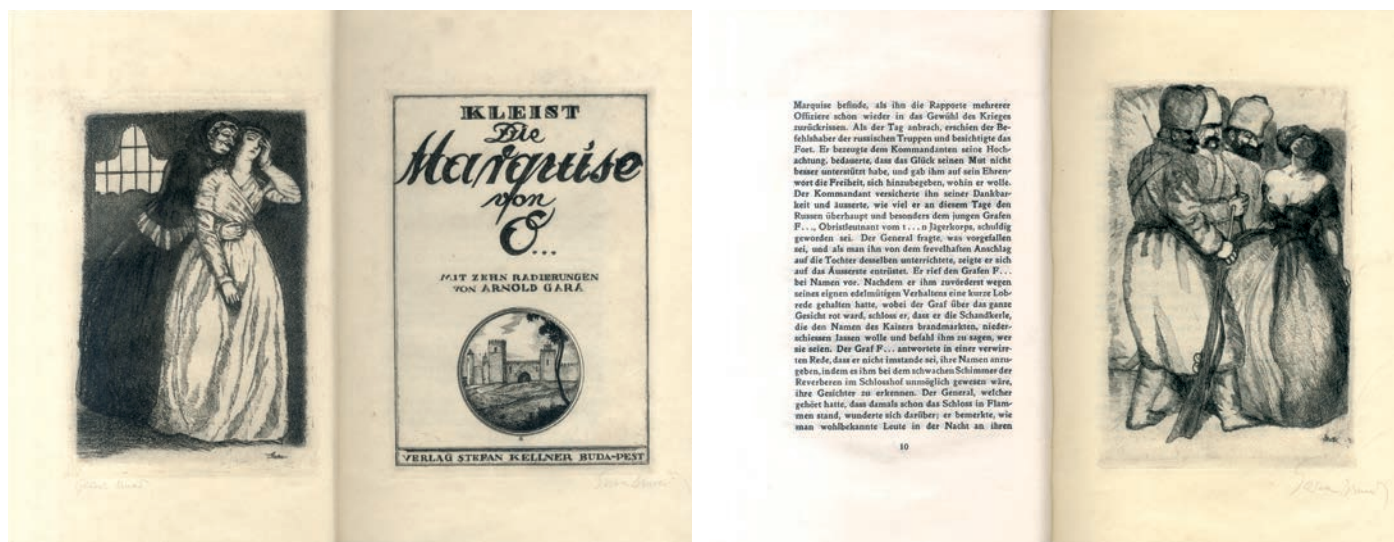 KLEIST
Die
Marquise
von
O...
MIT ZEHN RADIERUNGEN
VON ARNOLD GARA
VERLAG STEFAN KELLNER BUDA-PEST
Marquise befinde, als ihn die Rapporte mehrerer
Offiziere schon wieder in das Gewühl des Krieges
zurückrissen. Als der Tag anbrach, erschien der Be-
fehlshaber der russischen Truppen und besichtigte das
Fort. Er bezeugte dem Kommandanten seine Hoch-
achtung, bedauerte, dass das Glück seinen Mut nicht
besser unterstützt habe, und gab ihm auf sein Ehren-
wort die Freiheit, sich hinzubegeben, wohin er wolle.
Der Kommandant versicherte ihn seiner Dankbar-
keit und äusserte, wie viel er an diesem Tage den
Russen überhaupt und besonders dem jungen Grafen
F..., Obristleutnant vom t...n Jägerkorps, schuldig
geworden sei. Der General fragte, was vorgefallen
sei, und als man ihn von dem frevelhaften Anschlag
auf die Tochter desselben unterrichtete, zeigte er sich
auf das Äusserste entrüstet. Er rief den Grafen F...
bei Namen vor. Nachdem er ihm zuvörderst wegen
seines eignen edelmütigen Verhaltens eine kurze Lob-
rede gehalten hatte, wobei der Graf über das ganze
Gesicht rot ward, schloss er, dass er die Schandkerle,
die den Namen des Kaisers brandmarkten, nieder-
schiessen lassen wolle und befahl ihm zu sagen, wer
sie seien. Der Graf F... antwortete in einer verwirr-
ten Rede, dass er nicht imstande sei, ihre Namen anzu-
geben, indem es ihm bei dem schwachen Schimmer der
Reverberen im Schlosshof unmöglich gewesen wäre,
ihre Gesichter zu erkennen. Der General, welcher
gehört hatte, dass damals schon das Schloss in Flam-
men stand, wunderte sich darüber; er bemerkte, wie
man wohlbekannte Leute in der Nacht an ihren
10